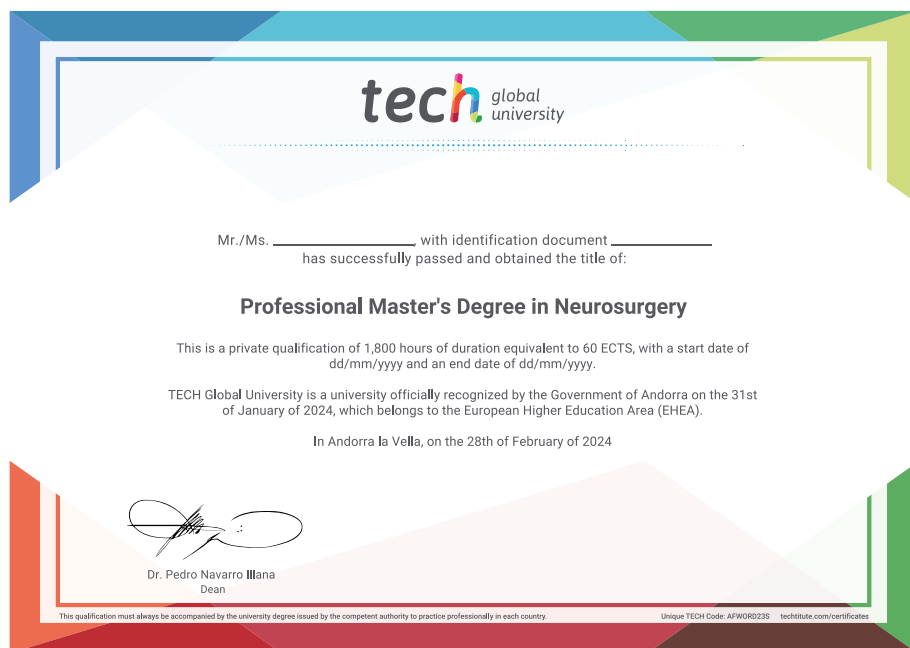 tech global university
Mr./Ms. ____________________, with identification document ______________
has successfully passed and obtained the title of:
Professional Master's Degree in Neurosurgery
This is a private qualification of 1,800 hours of duration equivalent to 60 ECTS, with a start date of
dd/mm/yyyy and an end date of dd/mm/yyyy.
TECH Global University is a university officially recognized by the Government of Andorra on the 31st
of January of 2024, which belongs to the European Higher Education Area (EHEA).
In Andorra la Vella, on the 28th of February of 2024
Dr. Pedro Navarro Illana
Dean
This qualification must always be accompanied by the university degree issued by the competent authority to practice professionally in each country. Unique TECH Code: AFWORD23S techtitute.com/certificates